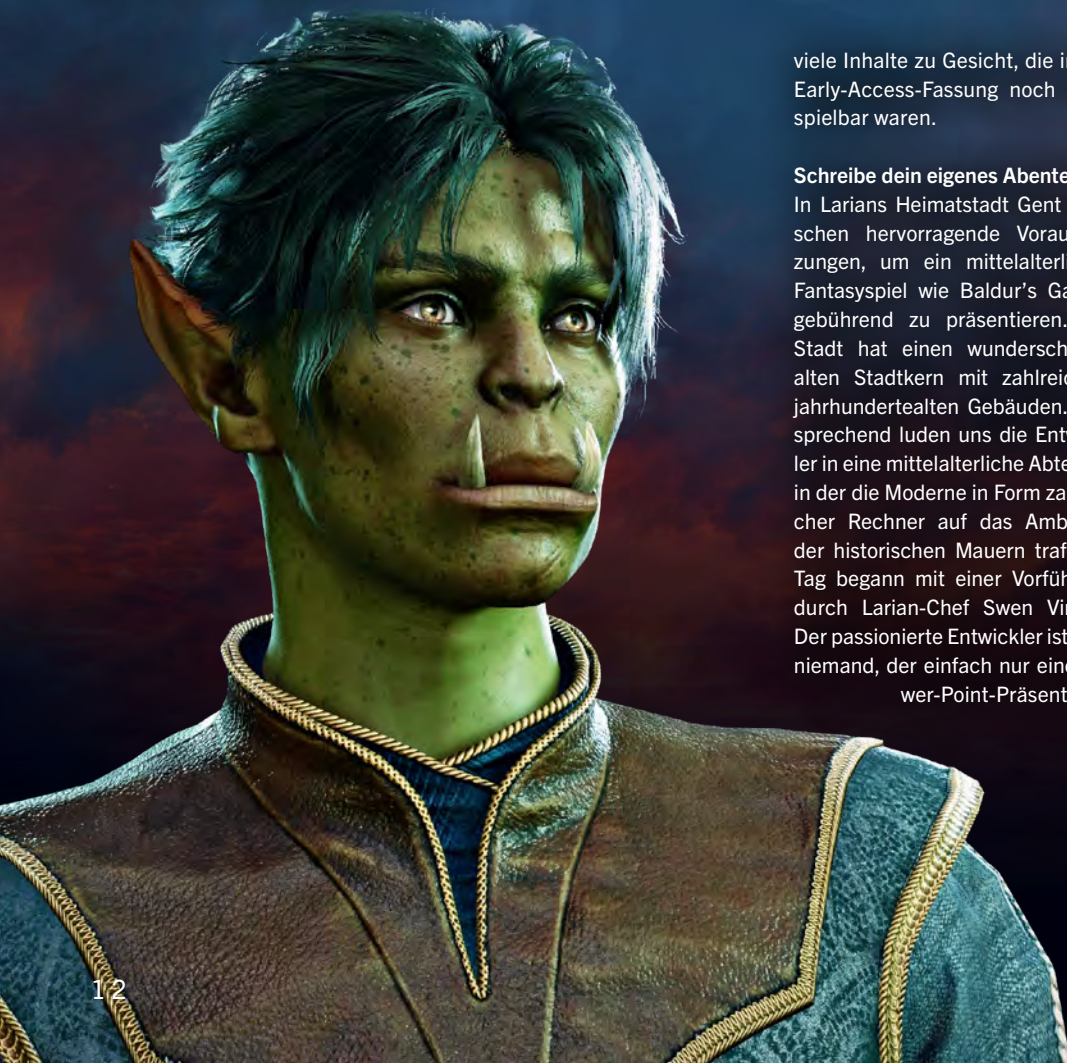 viele Inhalte zu Gesicht, die i
Early-Access-Fassung noch
spielbar waren.
Schreibe dein eigenes Abente
In Larians Heimatstadt Gent
schen hervorragende Vorau
zungen, um ein mittelalterli
Fantasyspiel wie Baldur’s Ga
gebührend zu präsentieren.
Stadt hat einen wundersch
alten Stadtkern mit zahlreic
jahrhundertealten Gebäuden.
sprechend luden uns die Entw
ler in eine mittelalterliche Abte
in der die Moderne in Form za
cher Rechner auf das Amb
der historischen Mauern traf
Tag begann mit einer Vorfüh
durch Larian-Chef Swen Vin
Der passionierte Entwickler ist
niemand, der einfach nur eine
wer-Point-Präsent
12